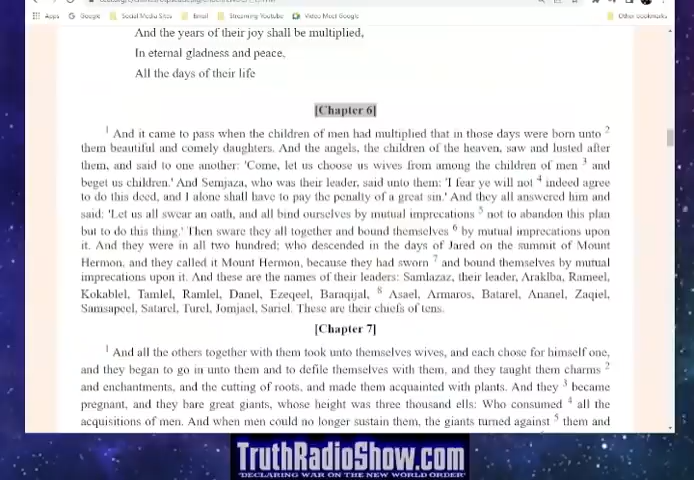 Apps Google Social Media Sites Email Streaming Youtube Video Meet Google Other bookmarks
And the years of their joy shall be multiplied,
In eternal gladness and peace,
All the days of their life
[Chapter 6]
1 And it came to pass when the children of men had multiplied that in those days were born unto 2
them beautiful and comely daughters. And the angels, the children of the heaven, saw and lusted after
them, and said to one another: 'Come, let us choose us wives from among the children of men 3 and
beget us children.' And Semjaza, who was their leader, said unto them: 'I fear ye will not 4 indeed agree
to do this deed, and I alone shall have to pay the penalty of a great sin.' And they all answered him and
said: 'Let us all swear an oath, and all bind ourselves by mutual imprecations 5 not to abandon this plan
but to do this thing.' Then sware they all together and bound themselves 6 by mutual imprecations upon
it. And they were in all two hundred; who descended in the days of Jared on the summit of Mount
Hermon, and they called it Mount Hermon, because they had sworn 7 and bound themselves by mutual
imprecations upon it. And these are the names of their leaders: Samlazaz, their leader, Araklba, Rameel,
Kokablel, Tamlel, Ramlel, Danel, Ezeqeel, Baraqijal, 8 Asael, Armaros, Batarel, Ananel, Zaqiel,
Samsapeel, Satarel, Turel, Jomjael, Sariel. These are their chiefs of tens.
[Chapter 7]
1 And all the others together with them took unto themselves wives, and each chose for himself one,
and they began to go in unto them and to defile themselves with them, and they taught them charms 2
and enchantments, and the cutting of roots, and made them acquainted with plants. And they 3 became
pregnant, and they bare great giants, whose height was three thousand ells: Who consumed 4 all the
acquisitions of men. And when men could no longer sustain them, the giants turned against 5 them and
TruthRadioShow.com
"DECLARING WAR ON THE NEW WORLD ORDER"